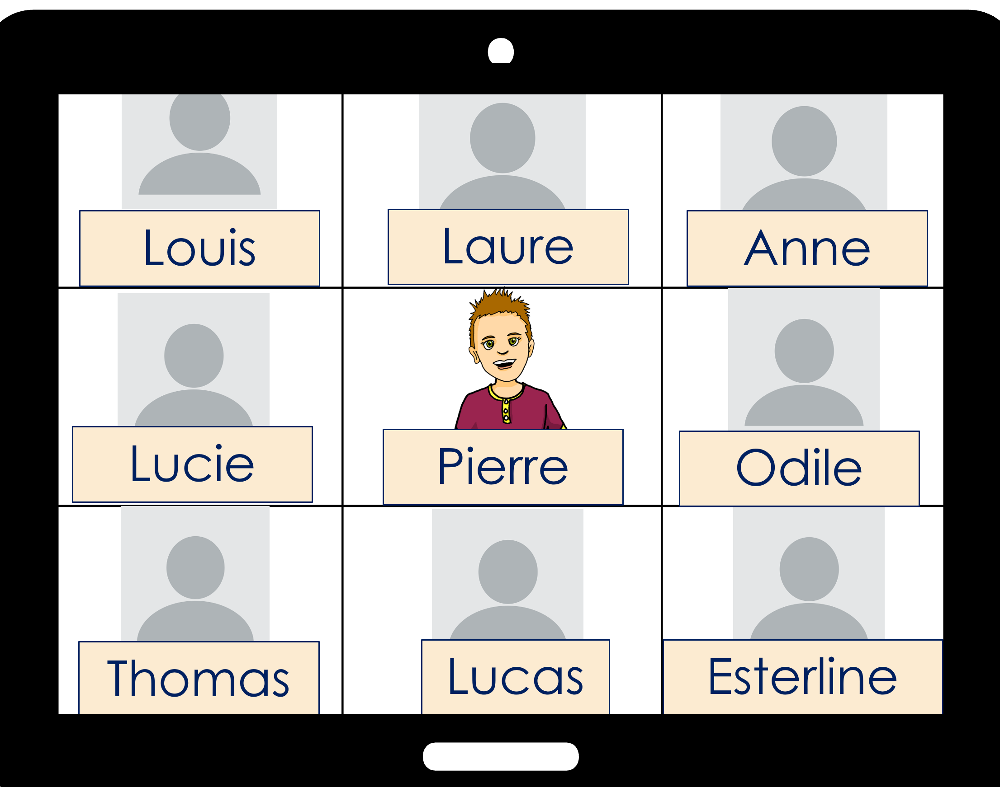 Louis
Laure
Anne
Lucie
Pierre
Odile
Thomas
Lucas
Esterline